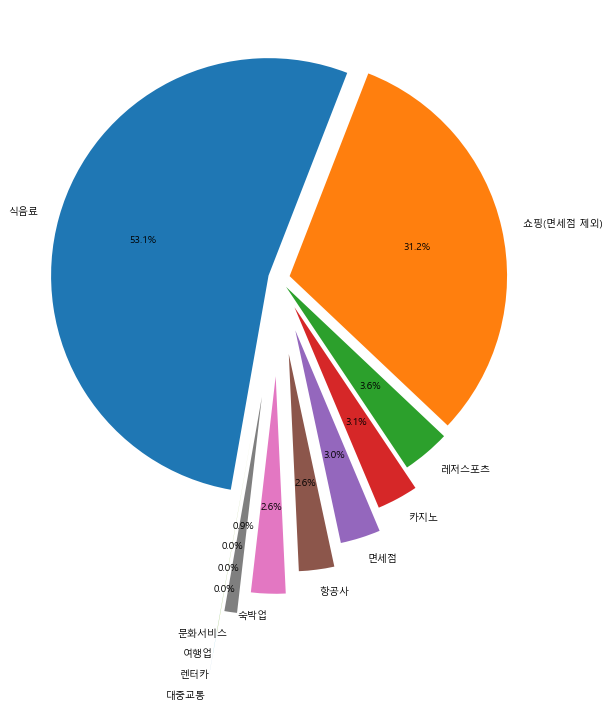 식음료
쇼핑(면세점 제외)
53.1%
31.2%
3.6%
3.1%
3.0%
레저스포츠
2.6%
2.6%
카지노
0.9%
0.0%
면세점
0.0%
0.0%
항공사
숙박업
문화서비스
여행업
렌터카
대중교통